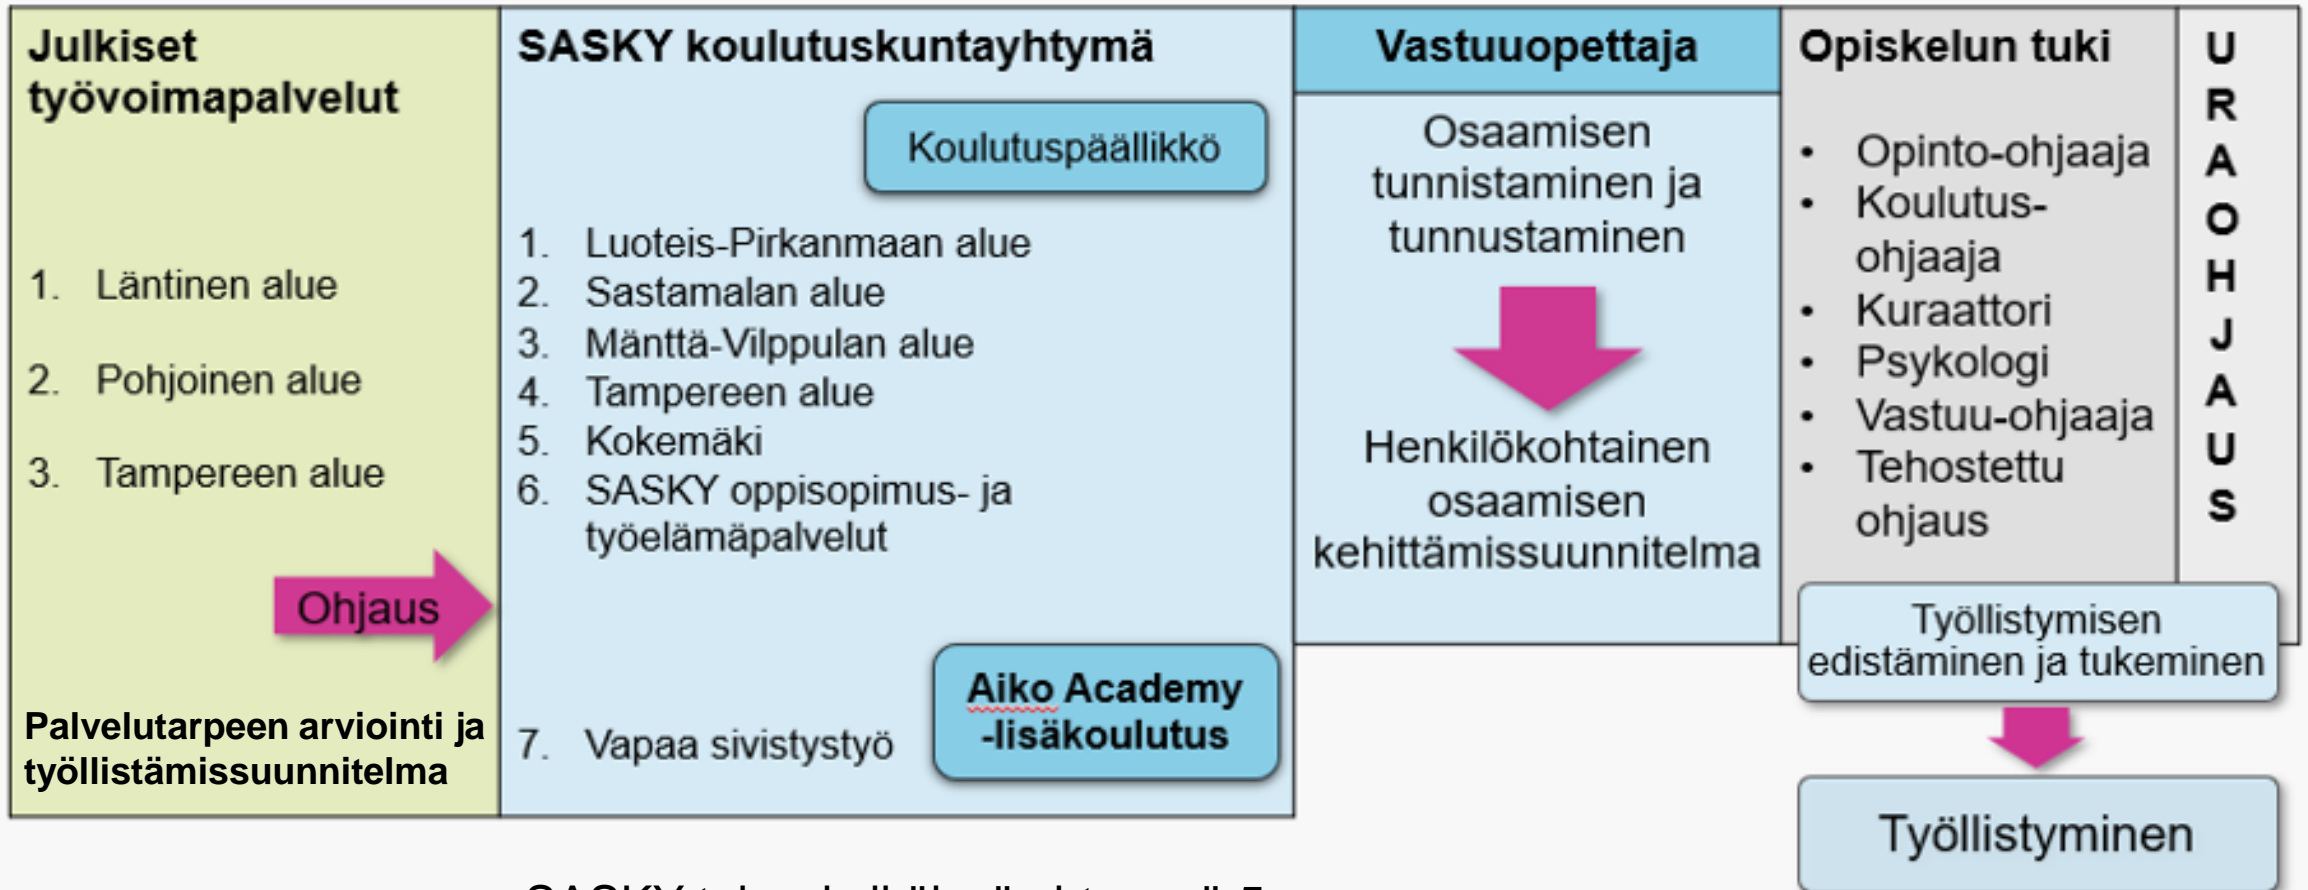 Julkiset
työvoimapalvelut
1. Läntinen alue
2. Pohjoinen alue
3. Tampereen alue
Ohjaus
Palvelutarpeen arviointi ja
työllistämissuunnitelma
SASKY koulutuskuntayhtymä
Koulutuspäällikkö
1. Luoteis-Pirkanmaan alue
2. Sastamalan alue
3. Mänttä-Vilppulan alue
4. Tampereen alue
5. Kokemäki
6. SASKY oppisopimus- ja
työelämäpalvelut
7. Vapaa sivistystyö
Aiko Academy
-lisäkoulutus
Vastuuopettaja
Osaamisen
tunnistaminen ja
tunnustaminen
Henkilökohtainen
osaamisen
kehittämissuunnitelma
Opiskelun tuki
• Opinto-ohjaaja
• Koulutus-
ohjaaja
• Kuraattori
• Psykologi
• Vastuu-ohjaaja
• Tehostettu
ohjaus
U
R
A
O
H
J
A
U
S
Työllistymisen
edistäminen ja tukeminen
Työllistyminen
SASKY